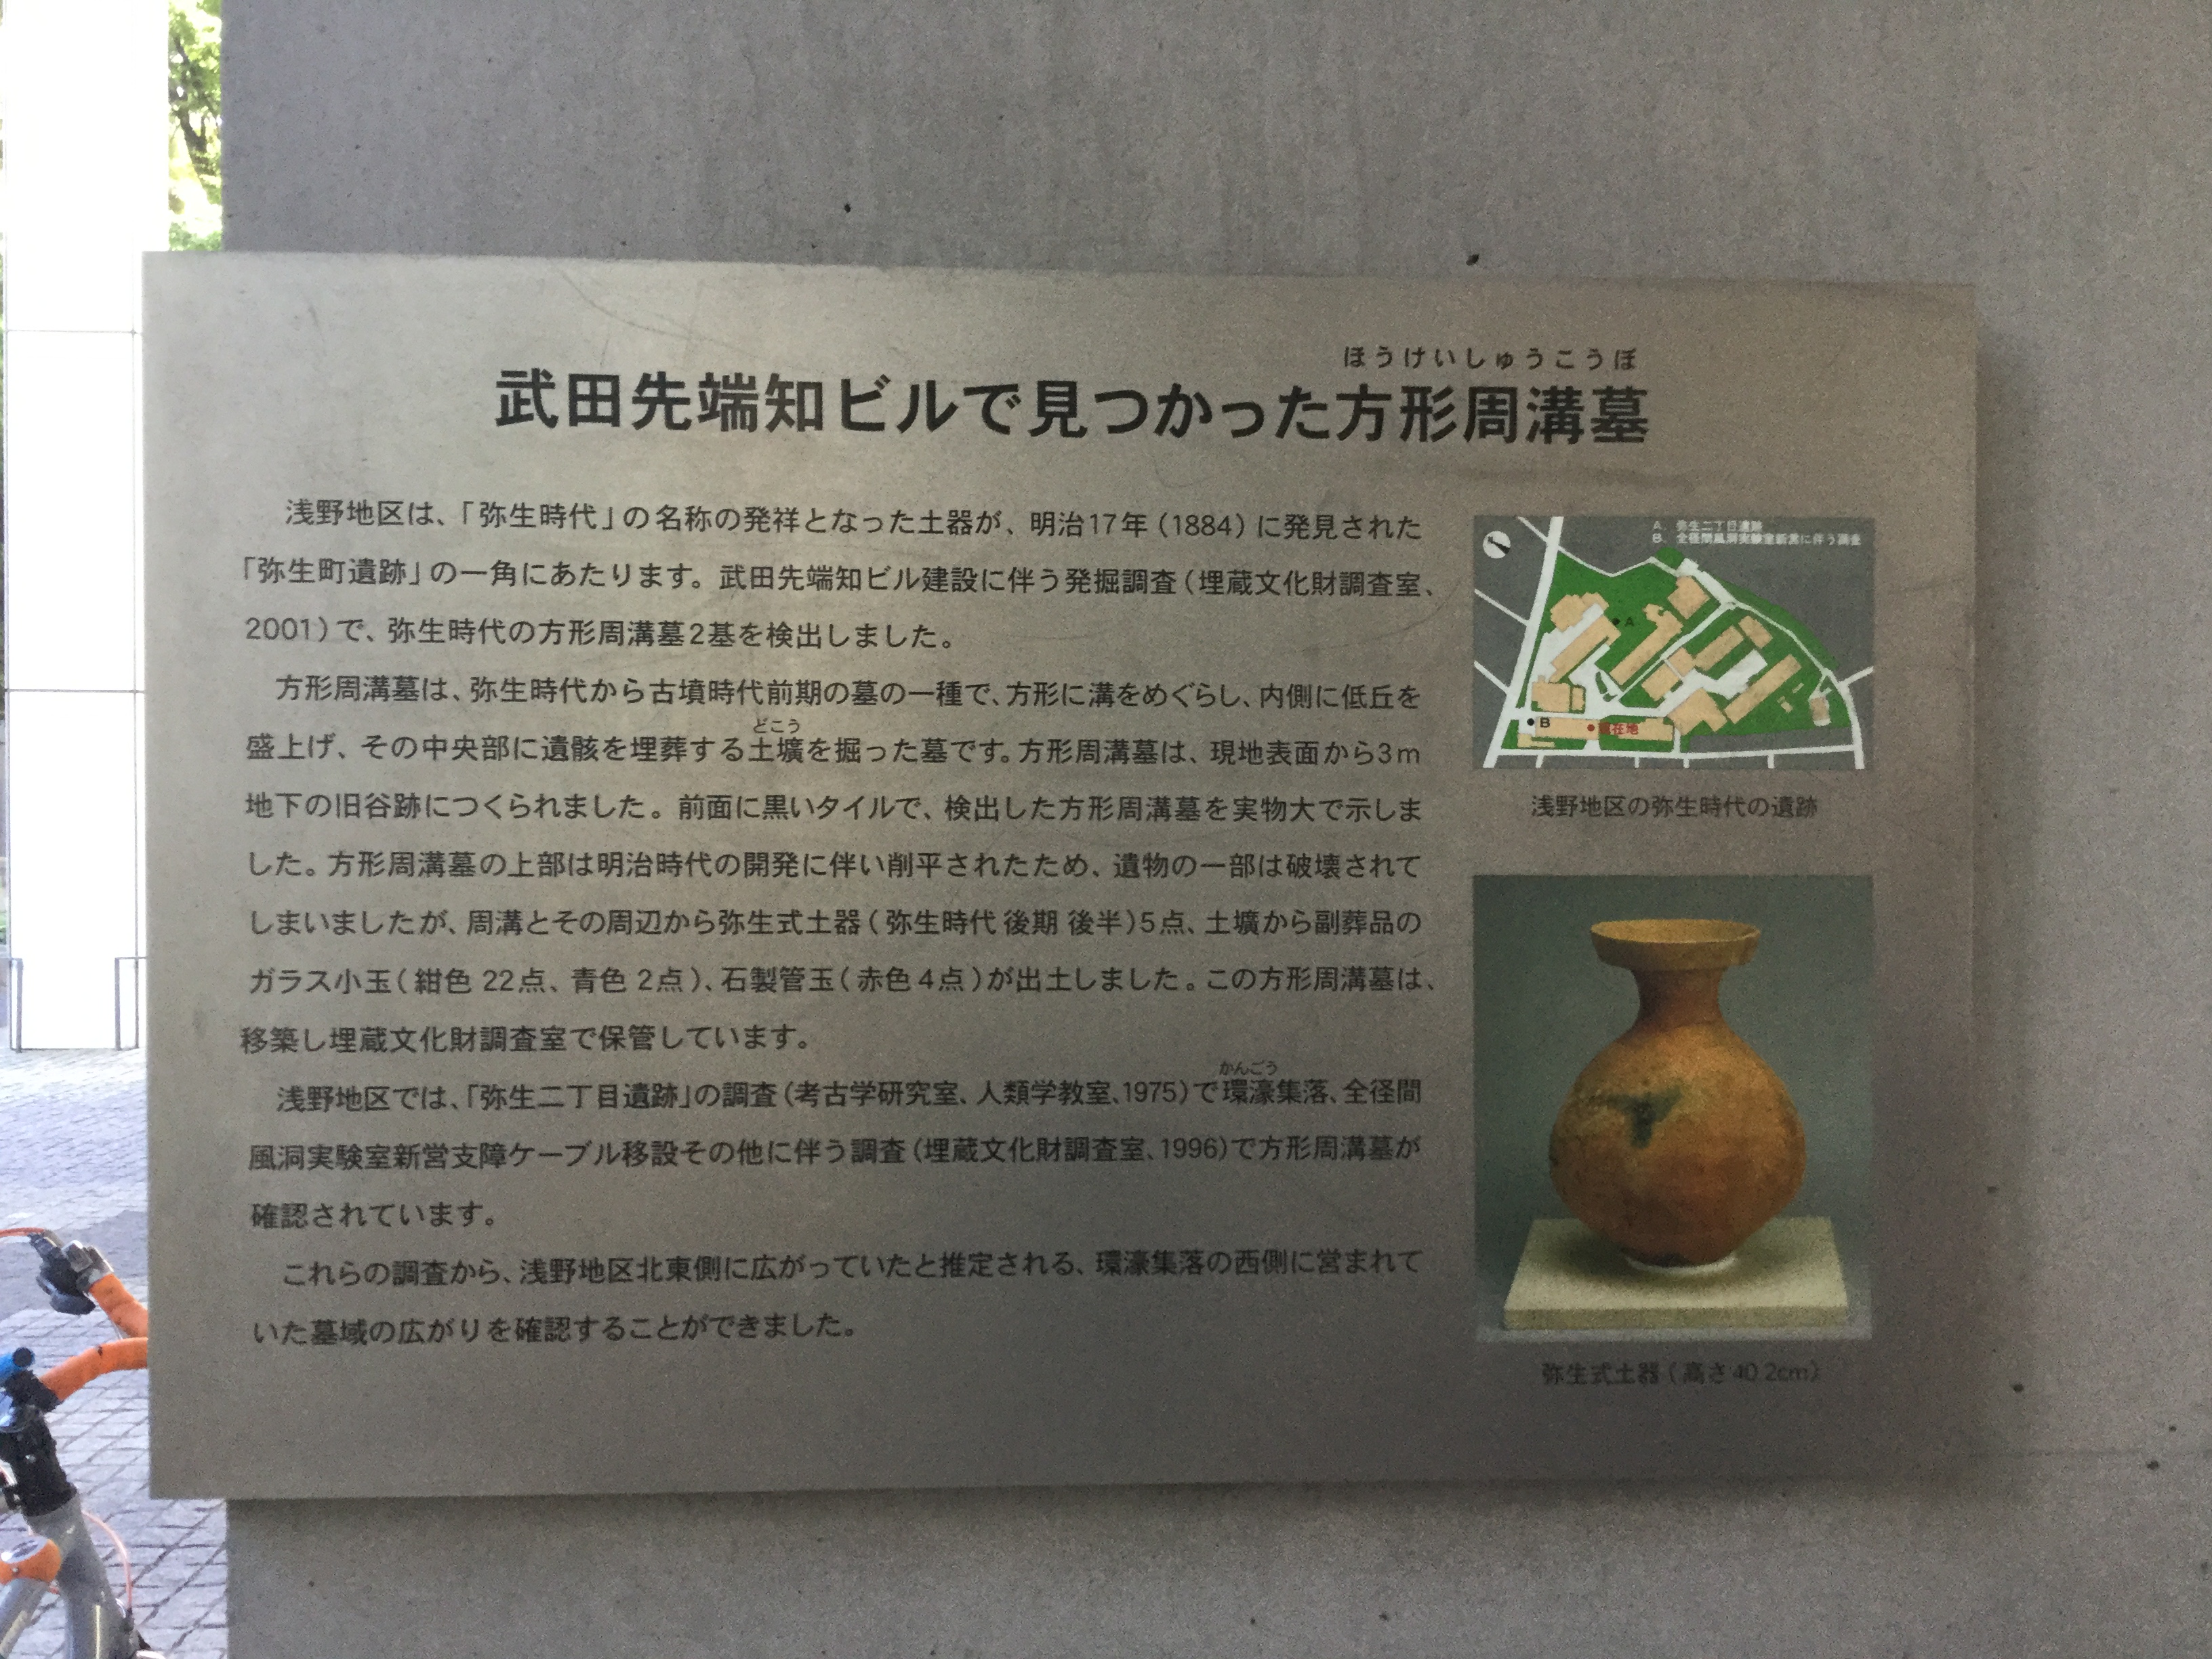 ほうけいしゅうこうぼ
武田先端知ビルで見つかった方形周溝墓
浅野地区は、「弥生時代」の名称の発祥となった土器が、明治17年(1884)に発見された
「弥生町遺跡」の一角にあたります。武田先端知ビル建設に伴う発掘調査(埋蔵文化財調査室、
2001)で、弥生時代の方形周溝墓2基を検出しました。
方形周溝墓は、弥生時代から古墳時代前期の墓の一種で、方形に溝をめぐらし、内側に低丘を
盛上げ、その中央部に遺骸を埋葬する土壙を掘った墓です。方形周溝墓は、現地表面から3m
どこう
地下の旧谷跡につくられました。前面に黒いタイルで、検出した方形周溝墓を実物大で示しま
した。方形周溝墓の上部は明治時代の開発に伴い削平されたため、遺物の一部は破壊されて
しまいましたが、周溝とその周辺から弥生式土器(弥生時代 後期 後半)5点、土壙から副葬品の
ガラス小玉(紺色 22点、青色 2点)、石製管玉(赤色 4点)が出土しました。この方形周溝墓は、
移築し埋蔵文化財調査室で保管しています。
かんごう
浅野地区では、「弥生二丁目遺跡」の調査(考古学研究室、人類学教室、1975)で環濠集落、全径間
風洞実験室新営支障ケーブル移設その他に伴う調査(埋蔵文化財調査室、1996)で方形周溝墓が
確認されています。
これらの調査から、浅野地区北東側に広がっていたと推定される、環濠集落の西側に営まれて
いた墓域の広がりを確認することができました。
A. 弥生二丁目遺跡
B. 全径間風洞実験室新営に伴う調査
A
B
現在地
浅野地区の弥生時代の遺跡
弥生式土器(高さ 40.2cm)